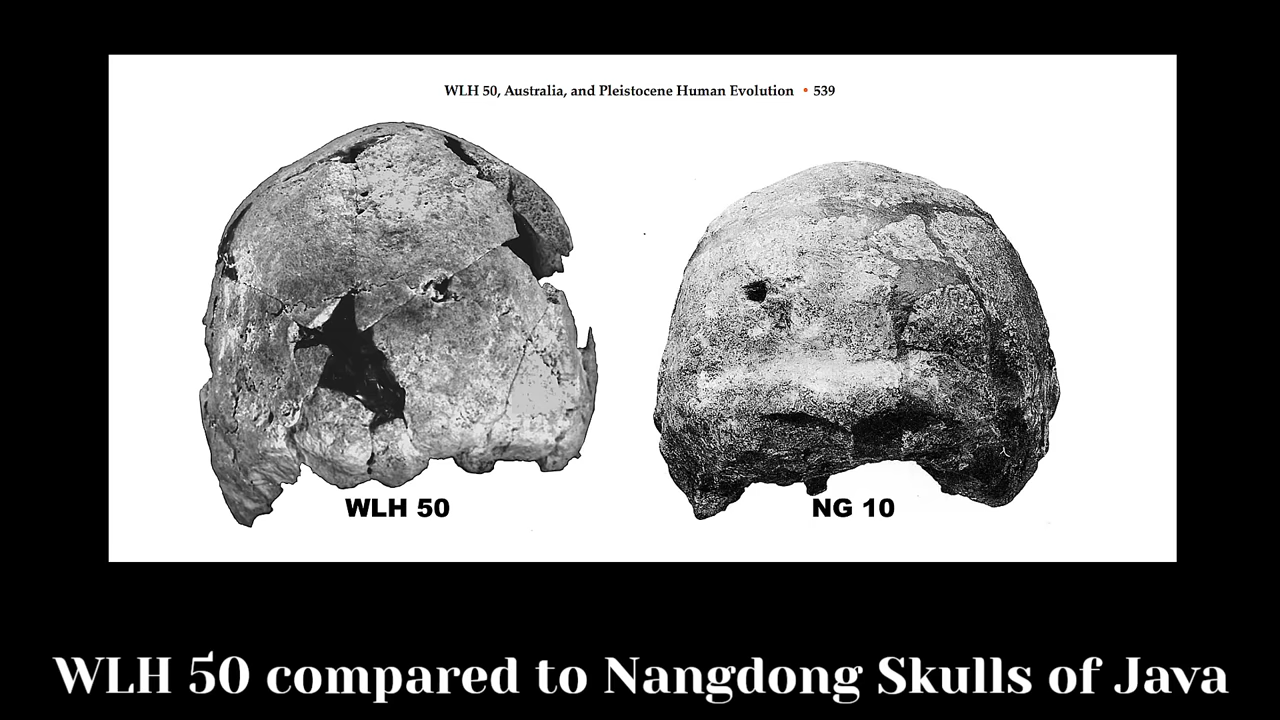 WLH 50, Australia, and Pleistocene Human Evolution • 539
WLH 50
NG 10
WLH 50 compared to Nangdong Skulls of Java